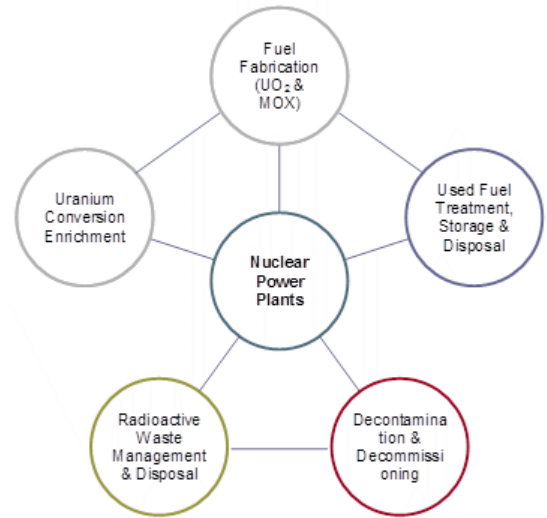 Fuel
Fabrication
(UO₂ &
MOX)
Uranium
Conversion
Enrichment
Used Fuel
Treatment,
Storage &
Disposal
Nuclear
Power
Plants
Radioactive
Waste
Management
& Disposal
Decontamina
tion &
Decommissi
oning